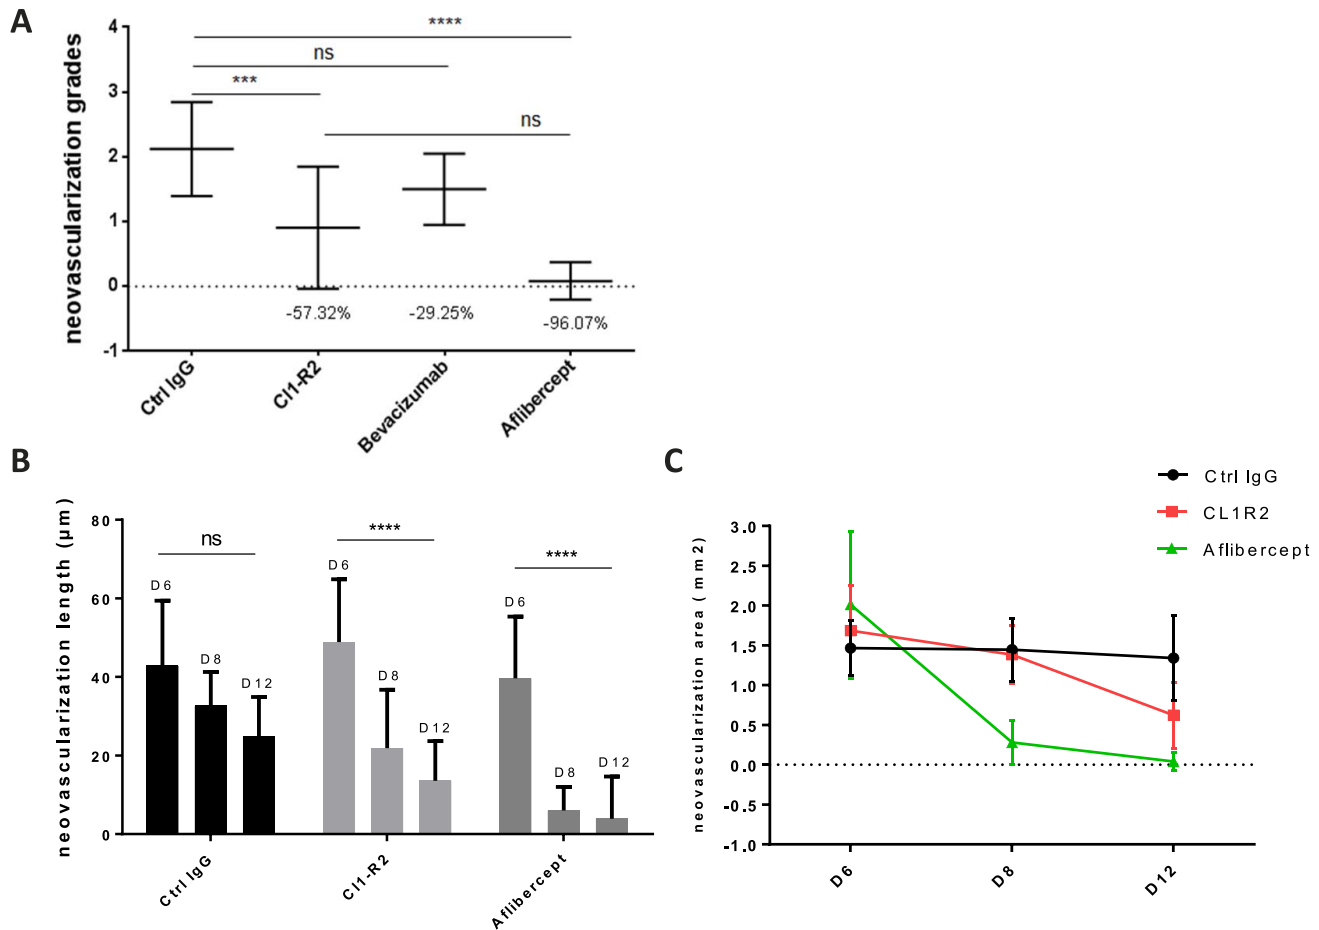 A
neovascularization grades
4
3
2
1
0
-1
****
ns
***
ns
-57.32%
-29.25%
-96.07%
Ctrl IgG
Cl1-R2
Bevacizumab
Aflibercept
B
neovascularization length (µm)
80
60
40
20
0
ns
****
****
D6
D8
D12
D6
D8
D12
D6
D8
D12
Ctrl IgG
Cl1-R2
Aflibercept
C
Ctrl IgG
CL1R2
Aflibercept
neovascularization area (mm2)
3.0
2.5
2.0
1.5
1.0
0.5
0.0
-0.5
-1.0
D6
D8
D12